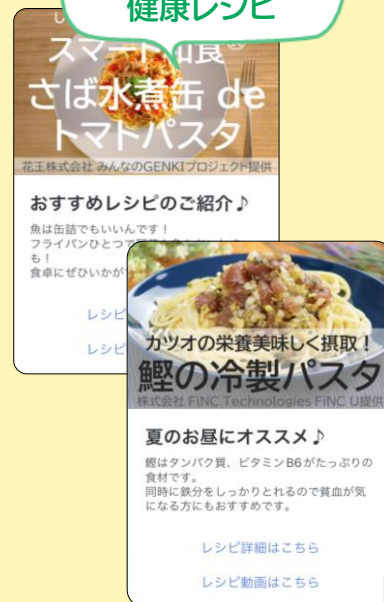 健康レシピ
スマート和食®
さば水煮缶 de
トマトパスタ
花王株式会社 みんなのGENKIプロジェクト提供
おすすめレシピのご紹介♪
魚は缶詰でもいいんです！
フライパンひとつで
も！
食卓にぜひいかが
レシピ
レシピ
カツオの栄養美味しく摂取！
鰹の冷製パスタ
株式会社 FiNC Technologies FiNC U提供
夏のお昼にオススメ♪
鰹はタンパク質、ビタミンB6がたっぷりの
食材です。
同時に鉄分をしっかりとれるので貧血が気
になる方にもおすすめです。
レシピ詳細はこちら
レシピ動画はこちら